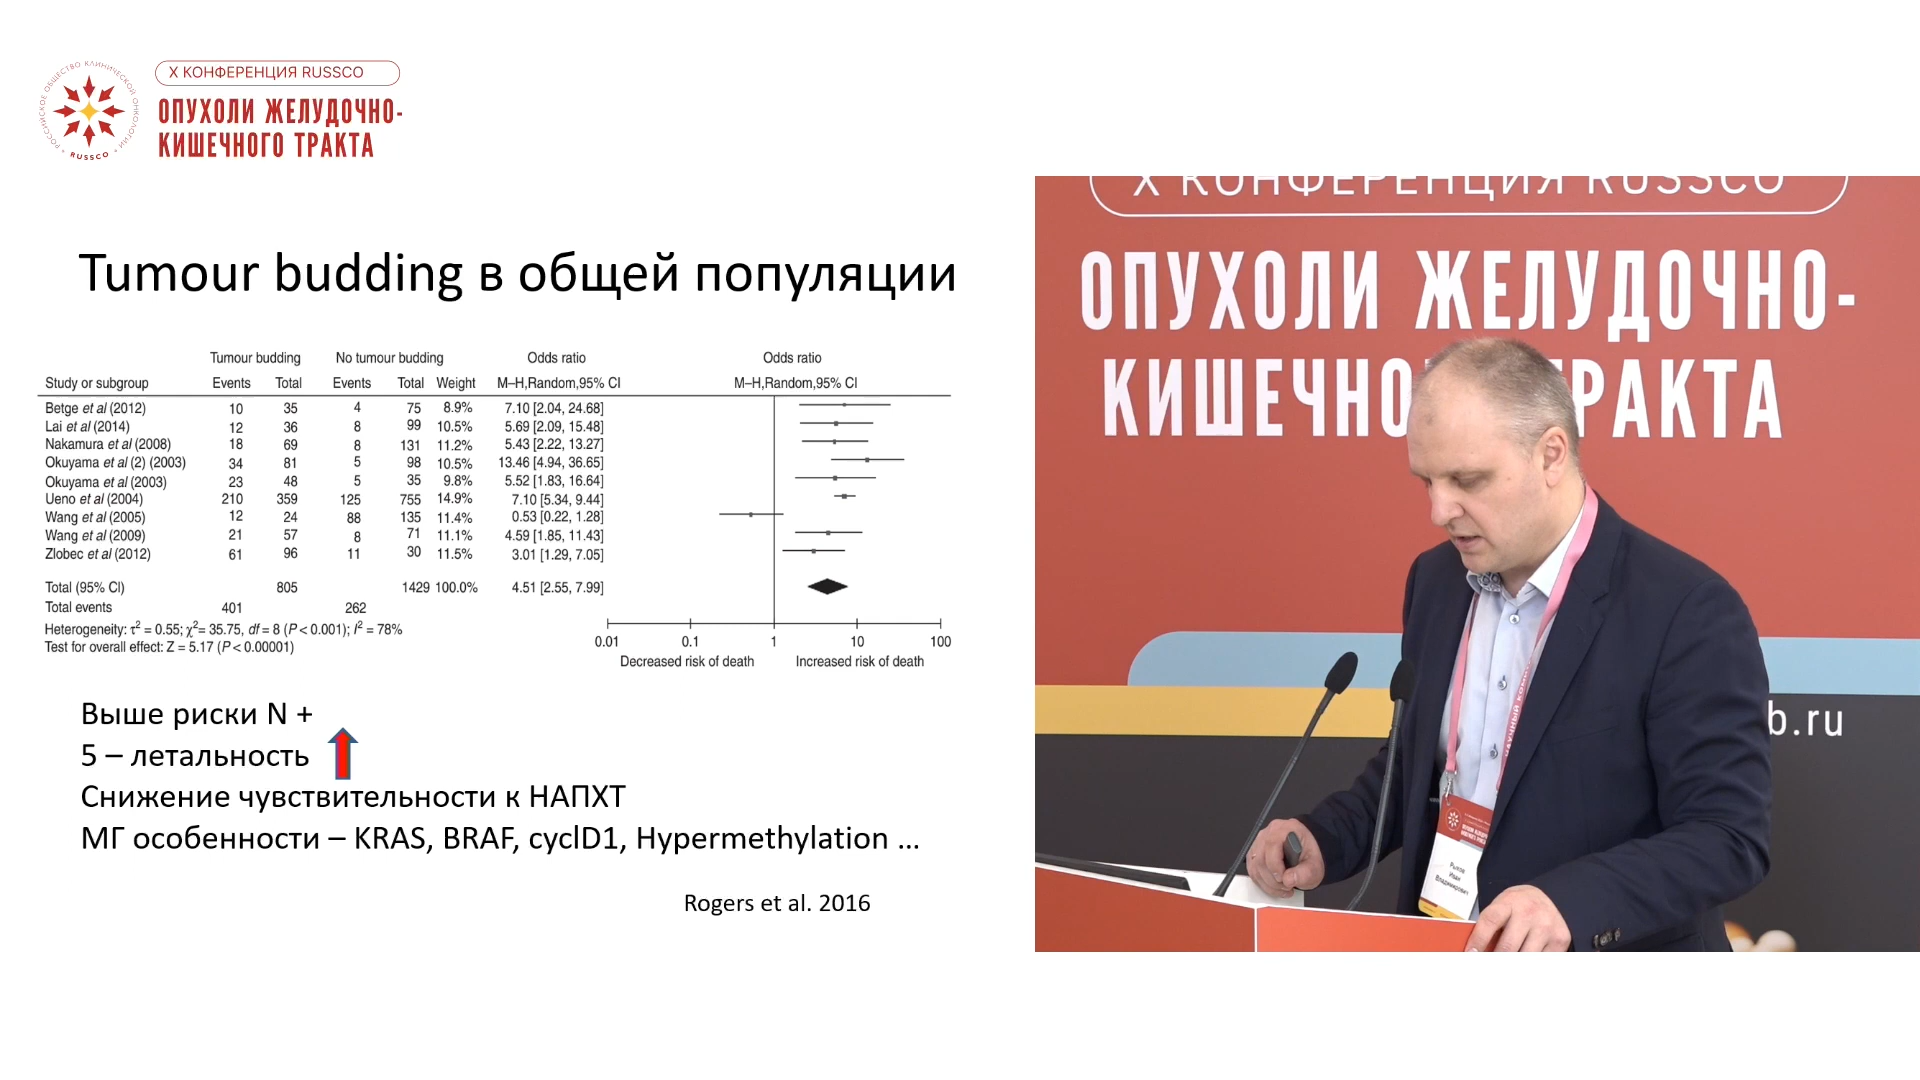 РОССИЙСКОЕ ОБЩЕСТВО КЛИНИЧЕСКОЙ ОНКОЛОГИИ
• RUSSCO •
X КОНФЕРЕНЦИЯ RUSSCO
ОПУХОЛИ ЖЕЛУДОЧНО-
КИШЕЧНОГО ТРАКТА
Tumour budding в общей популяции
Tumour budding No tumour budding Odds ratio Odds ratio
Study or subgroup Events Total Events Total Weight M–H,Random,95% CI M–H,Random,95% CI
Betge et al (2012) 10 35 4 75 8.9% 7.10 [2.04, 24.68]
Lai et al (2014) 12 36 8 99 10.5% 5.69 [2.09, 15.48]
Nakamura et al (2008) 18 69 8 131 11.2% 5.43 [2.22, 13.27]
Okuyama et al (2) (2003) 34 81 5 98 10.5% 13.46 [4.94, 36.65]
Okuyama et al (2003) 23 48 5 35 9.8% 5.52 [1.83, 16.64]
Ueno et al (2004) 210 359 125 755 14.9% 7.10 [5.34, 9.44]
Wang et al (2005) 12 24 88 135 11.4% 0.53 [0.22, 1.28]
Wang et al (2009) 21 57 8 71 11.1% 4.59 [1.85, 11.43]
Zlobec et al (2012) 61 96 11 30 11.5% 3.01 [1.29, 7.05]
Total (95% CI) 805 1429 100.0% 4.51 [2.55, 7.99]
Total events 401 262
Heterogeneity: τ² = 0.55; χ²= 35.75, df = 8 (P < 0.001); I² = 78%
Test for overall effect: Z = 5.17 (P < 0.00001)
0.01 0.1 1 10 100
Decreased risk of death Increased risk of death
Выше риски N +
5 – летальность
Снижение чувствительности к НАПХТ
МГ особенности – KRAS, BRAF, cyclD1, Hypermethylation ...
Rogers et al. 2016
X КОНФЕРЕНЦИЯ RUSSCO
ОПУХОЛИ ЖЕЛУДОЧНО-
КИШЕЧНО ТРАКТА
b.ru
Рыков
Иван
Владимирович